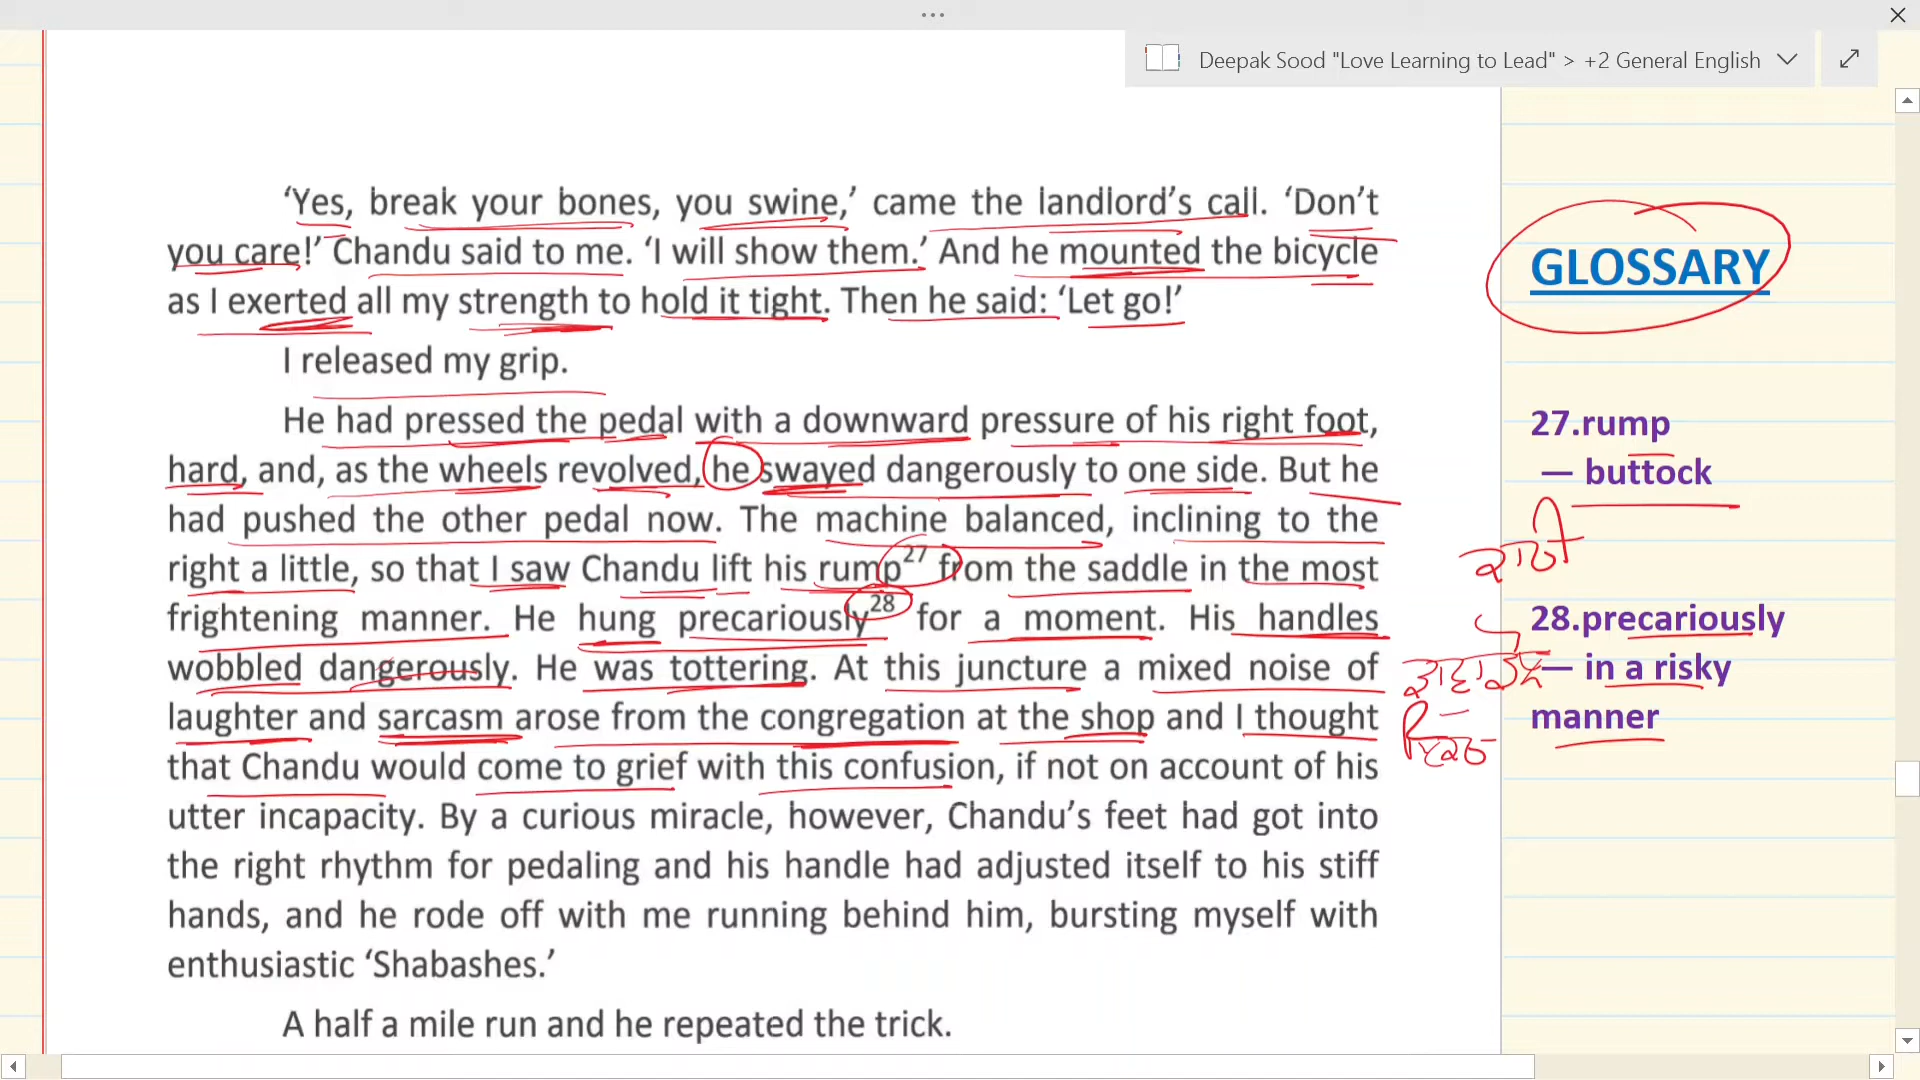 Deepak Sood "Love Learning to Lead" > +2 General English
‘Yes, break your bones, you swine,’ came the landlord’s call. ‘Don’t
you care!’ Chandu said to me. ‘I will show them.’ And he mounted the bicycle
as I exerted all my strength to hold it tight. Then he said: ‘Let go!’
I released my grip.
He had pressed the pedal with a downward pressure of his right foot,
hard, and, as the wheels revolved, he swayed dangerously to one side. But he
had pushed the other pedal now. The machine balanced, inclining to the
right a little, so that I saw Chandu lift his rump27 from the saddle in the most
frightening manner. He hung precariously28 for a moment. His handles
wobbled dangerously. He was tottering. At this juncture a mixed noise of
laughter and sarcasm arose from the congregation at the shop and I thought
that Chandu would come to grief with this confusion, if not on account of his
utter incapacity. By a curious miracle, however, Chandu’s feet had got into
the right rhythm for pedaling and his handle had adjusted itself to his stiff
hands, and he rode off with me running behind him, bursting myself with
enthusiastic ‘Shabashes.’
A half a mile run and he repeated the trick.
GLOSSARY
27.rump
— buttock
28.precariously
— in a risky
manner